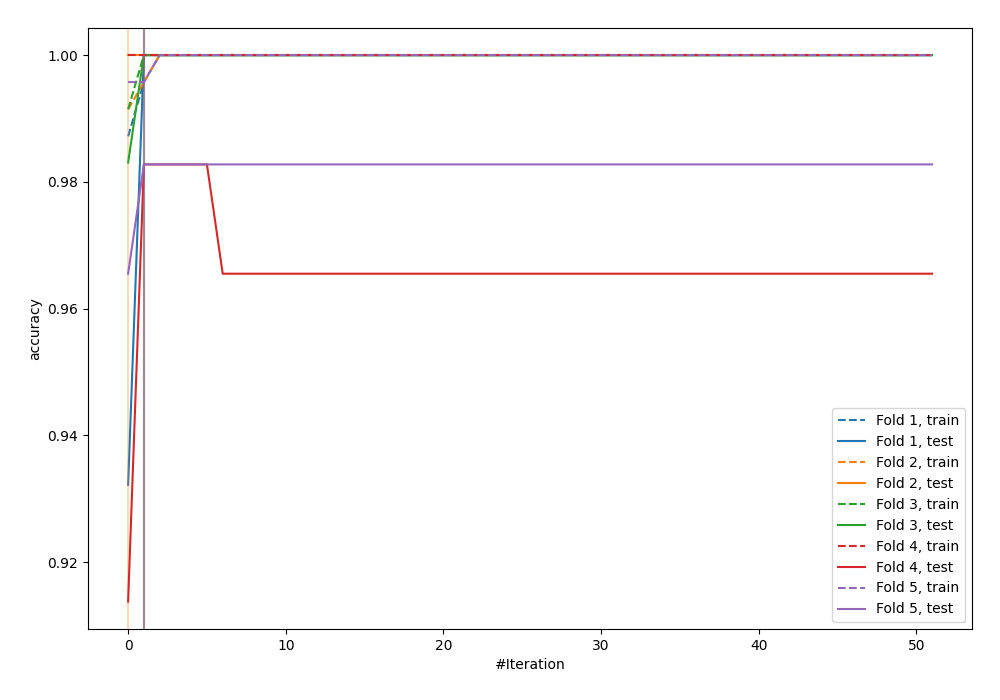 1.00
0.98
0.96
0.94
0.92
accuracy
0
10
20
30
40
50
#Iteration
Fold 1, train
Fold 1, test
Fold 2, train
Fold 2, test
Fold 3, train
Fold 3, test
Fold 4, train
Fold 4, test
Fold 5, train
Fold 5, test